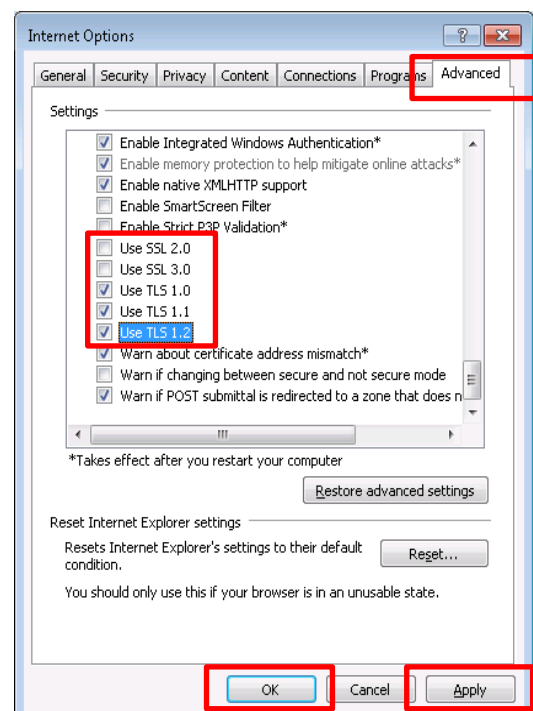 Internet Options
General Security Privacy Content Connections Programs Advanced
Settings
Enable Integrated Windows Authentication*
Enable memory protection to help mitigate online attacks*
Enable native XMLHTTP support
Enable SmartScreen Filter
Enable Strict P3P Validation*
Use SSL 2.0
Use SSL 3.0
Use TLS 1.0
Use TLS 1.1
Use TLS 1.2
Warn about certificate address mismatch*
Warn if changing between secure and not secure mode
Warn if POST submittal is redirected to a zone that does n
*Takes effect after you restart your computer
Restore advanced settings
Reset Internet Explorer settings
Resets Internet Explorer's settings to their default
condition.
Reset...
You should only use this if your browser is in an unusable state.
OK Cancel Apply